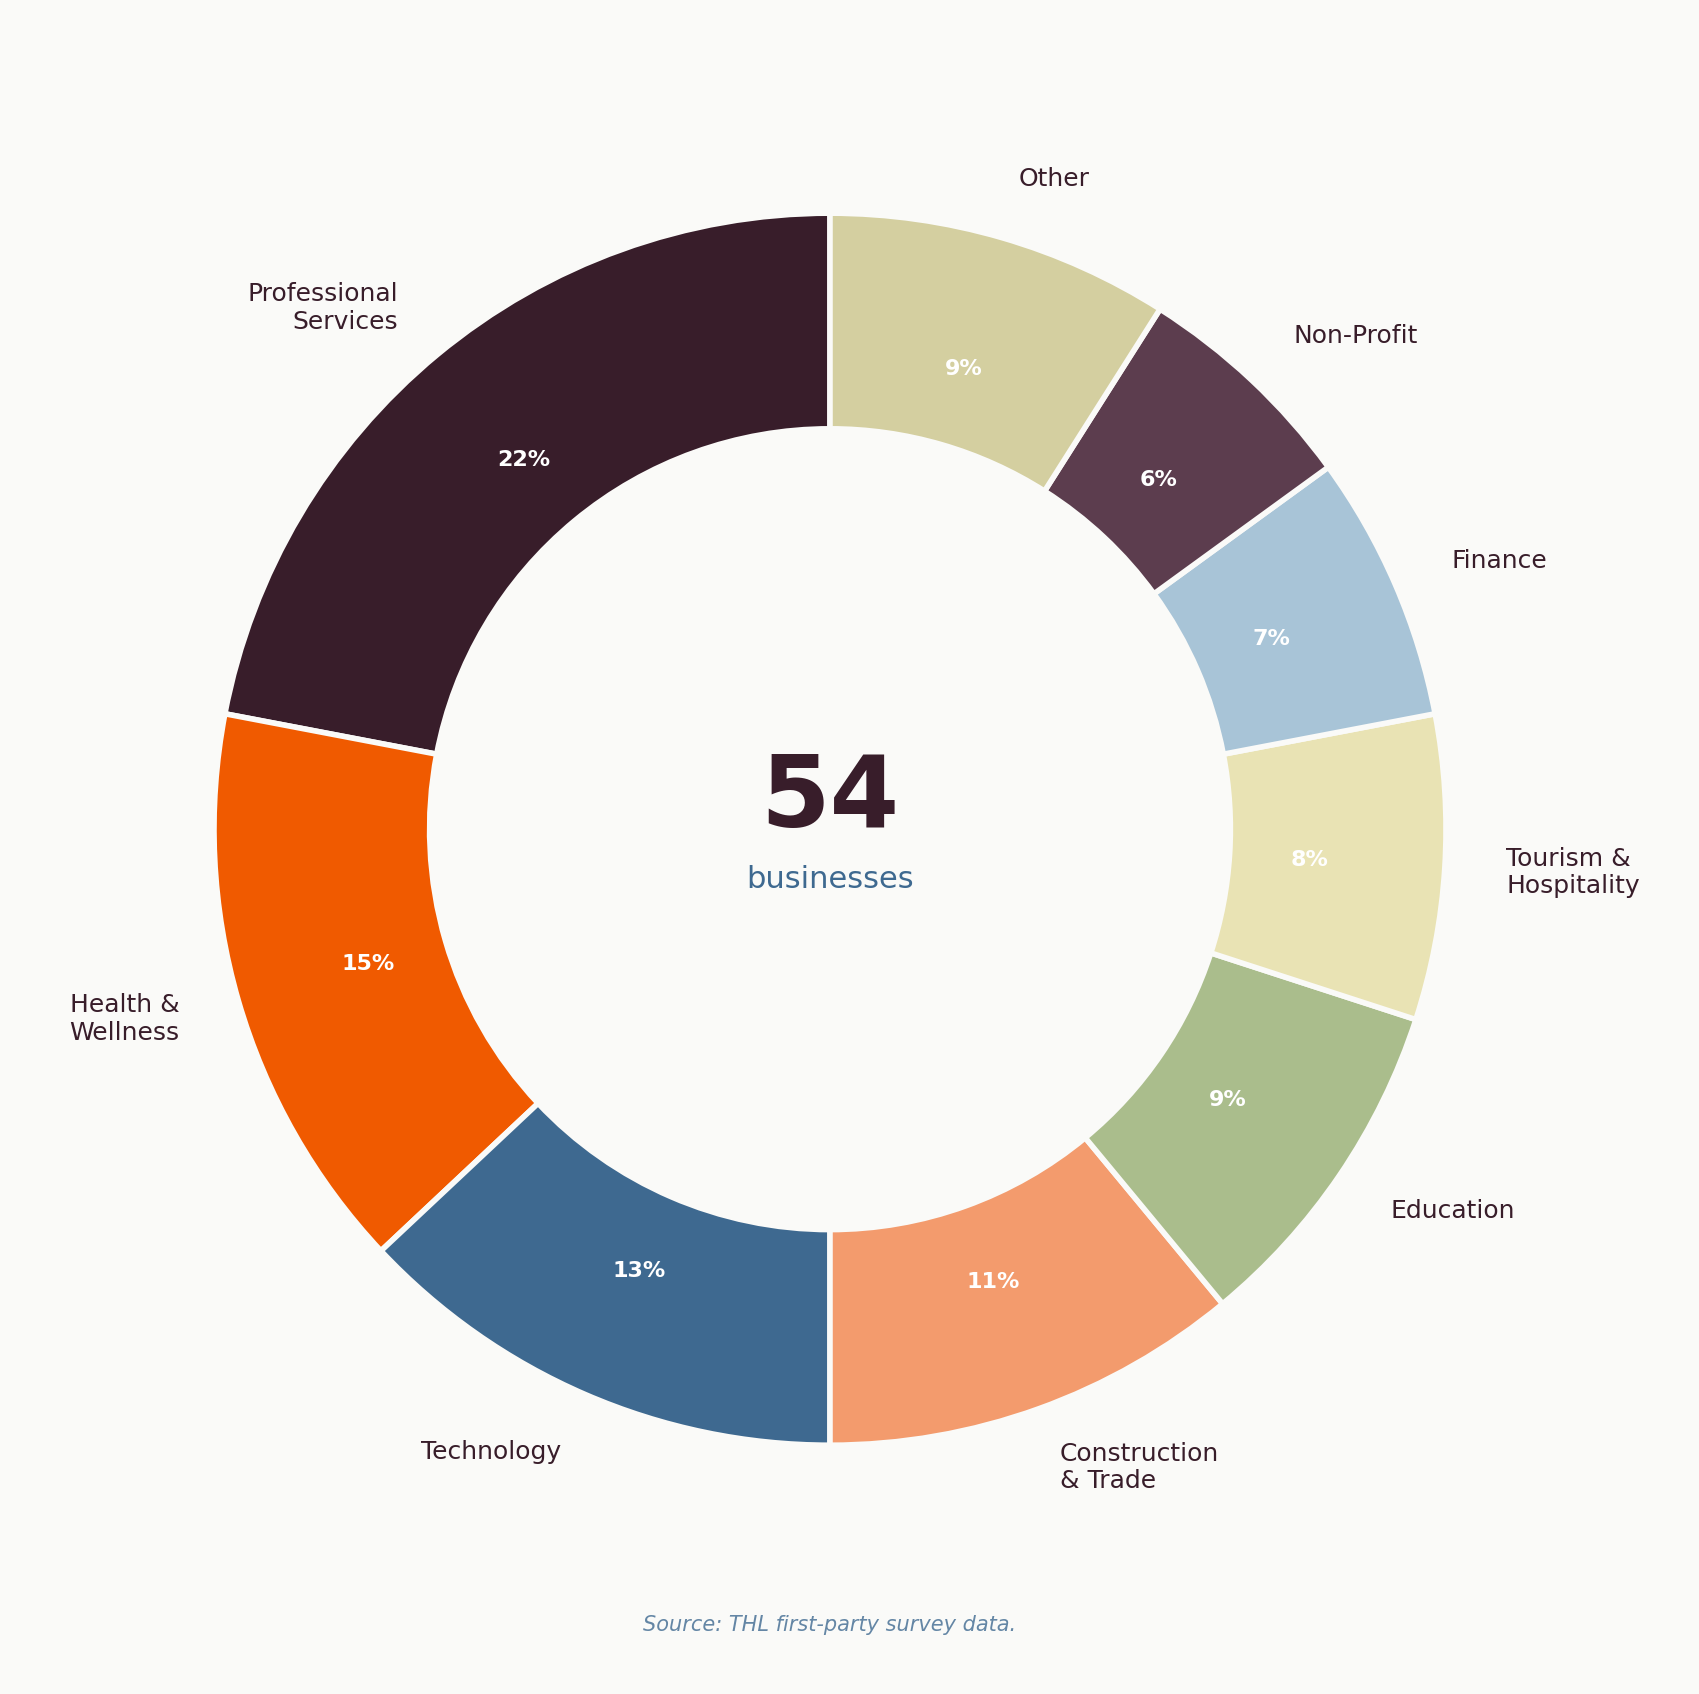 Other
Professional
Services
Non-Profit
9%
22%
6%
Finance
7%
54
businesses
8%
Tourism &
Hospitality
15%
Health &
Wellness
9%
Education
13%
11%
Technology
Construction
& Trade
Source: THL first-party survey data.